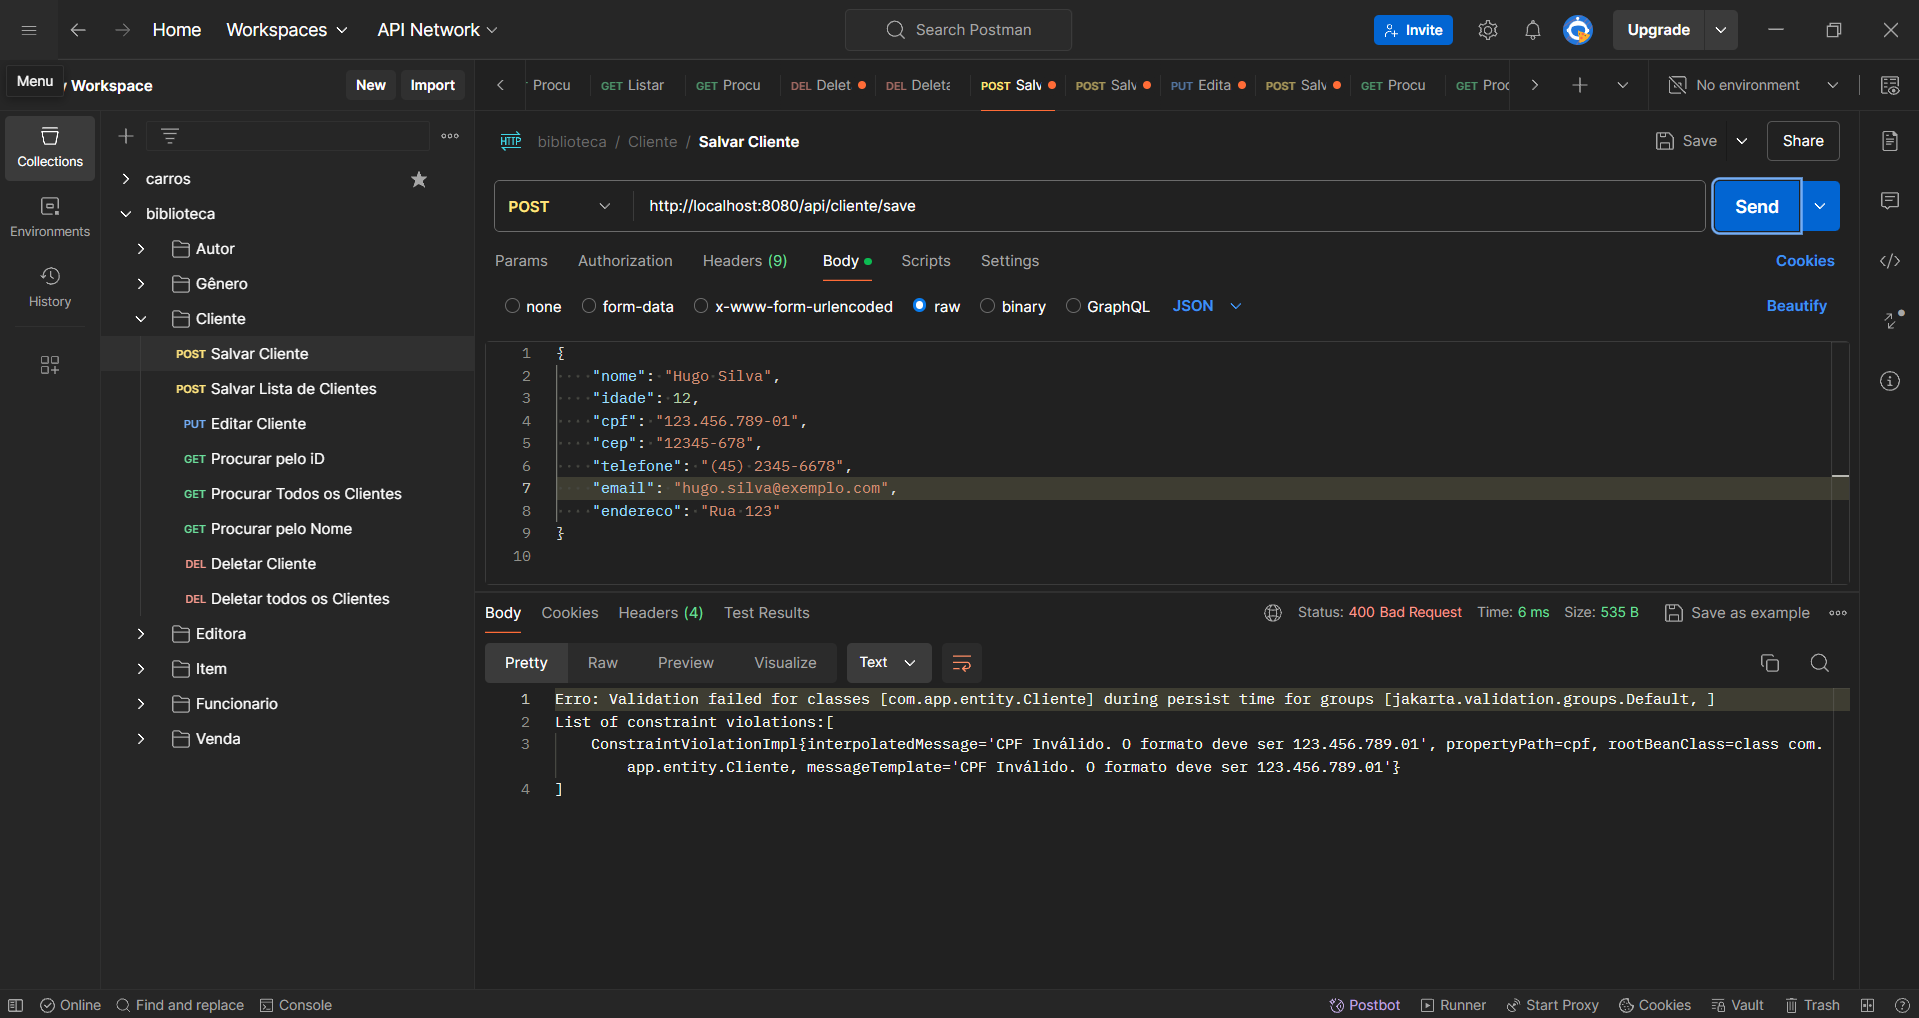 Home
Workspaces
API Network
Search Postman
Invite
Upgrade
Menu
Workspace
New
Import
Procu
GET Listar
GET Procu
DEL Delet
DEL Deleta
POST Salv
POST Salv
PUT Edita
POST Salv
GET Procu
GET Proc
No environment
Collections
Environments
History
carros
biblioteca
Autor
Gênero
Cliente
POST Salvar Cliente
POST Salvar Lista de Clientes
PUT Editar Cliente
GET Procurar pelo iD
GET Procurar Todos os Clientes
GET Procurar pelo Nome
DEL Deletar Cliente
DEL Deletar todos os Clientes
Editora
Item
Funcionario
Venda
HTTP biblioteca / Cliente / Salvar Cliente
Save
Share
POST
http://localhost:8080/api/cliente/save
Send
Params
Authorization
Headers (9)
Body
Scripts
Settings
Cookies
none
form-data
x-www-form-urlencoded
raw
binary
GraphQL
JSON
Beautify
1 {
2 "nome": "Hugo Silva",
3 "idade": 12,
4 "cpf": "123.456.789-01",
5 "cep": "12345-678",
6 "telefone": "(45) 2345-6678",
7 "email": "hugo.silva@exemplo.com",
8 "endereco": "Rua 123"
9 }
10
Body
Cookies
Headers (4)
Test Results
Status: 400 Bad Request
Time: 6 ms
Size: 535 B
Save as example
Pretty
Raw
Preview
Visualize
Text
1 Erro: Validation failed for classes [com.app.entity.Cliente] during persist time for groups [jakarta.validation.groups.Default, ]
2 List of constraint violations:[
3 ConstraintViolationImpl{interpolatedMessage='CPF Inválido. O formato deve ser 123.456.789.01', propertyPath=cpf, rootBeanClass=class com.
app.entity.Cliente, messageTemplate='CPF Inválido. O formato deve ser 123.456.789.01'}
4 ]
Online
Find and replace
Console
Postbot
Runner
Start Proxy
Cookies
Vault
Trash